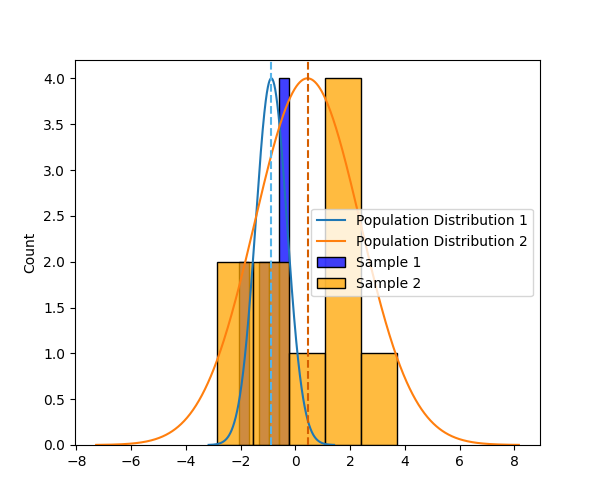 4.0
3.5
3.0
2.5
2.0
1.5
1.0
0.5
0.0
Count
Population Distribution 1
Population Distribution 2
Sample 1
Sample 2
−8 −6 −4 −2 0 2 4 6 8